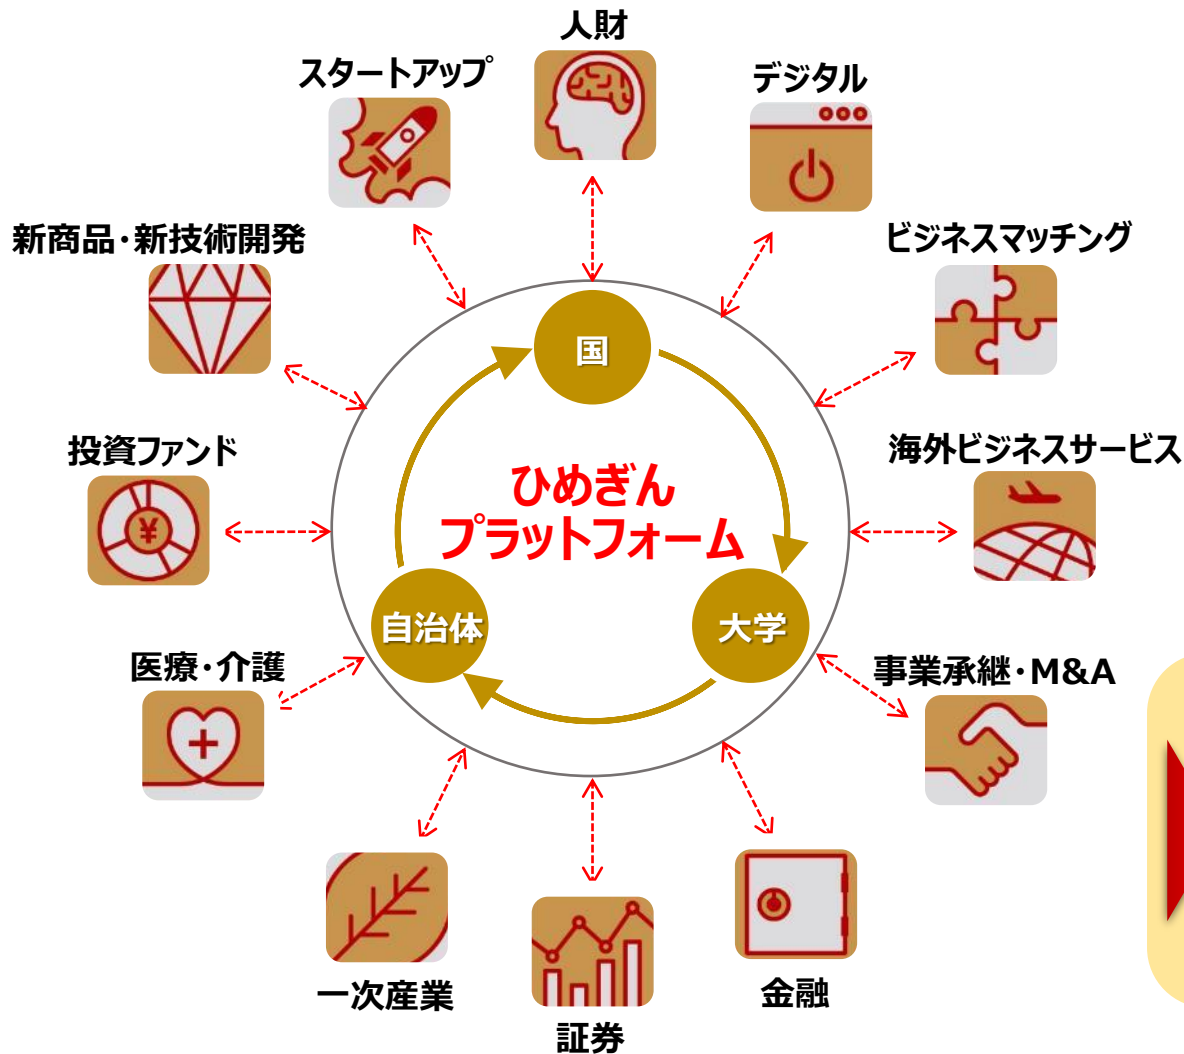 人財
スタートアップ
デジタル
新商品・新技術開発
ビジネスマッチング
国
投資ファンド
海外ビジネスサービス
ひめぎん
プラットフォーム
¥
自治体
大学
医療・介護
事業承継・M&A
一次産業
金融
証券